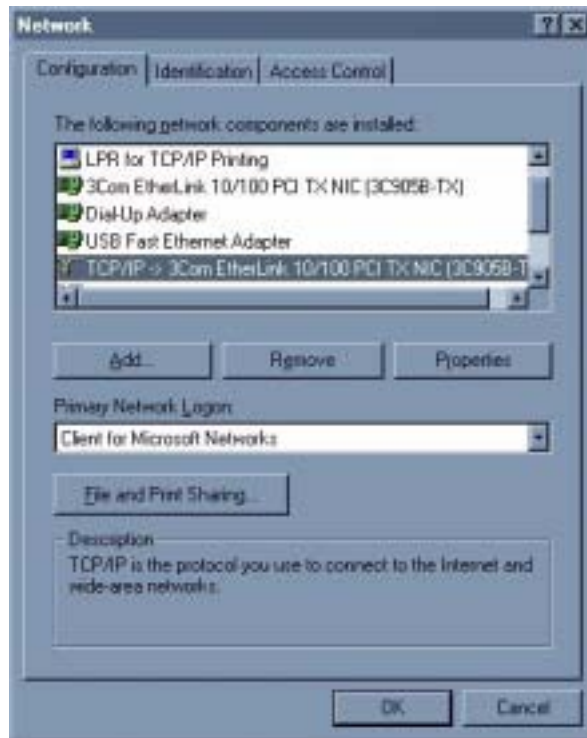 Network
Configuration Identification Access Control
The following network components are installed:
LPR for TCP/IP Printing
3Com EtherLink 10/100 PCI TX NIC (3C905B-TX)
Dial-Up Adapter
USB Fast Ethernet Adapter
TCP/IP -> 3Com EtherLink 10/100 PCI TX NIC (3C905B-T
Add... Remove Properties
Primary Network Logon:
Client for Microsoft Networks
File and Print Sharing...
Description
TCP/IP is the protocol you use to connect to the Internet and
wide-area networks.
OK Cancel